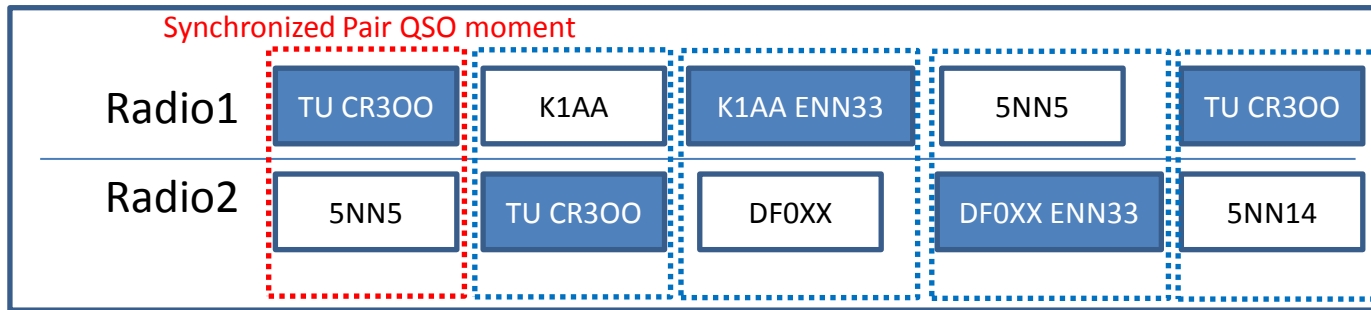 Synchronized Pair QSO moment
Radio1 TU CR3OO K1AA K1AA ENN33 5NN5 TU CR3OO
Radio2 5NN5 TU CR3OO DF0XX DF0XX ENN33 5NN14